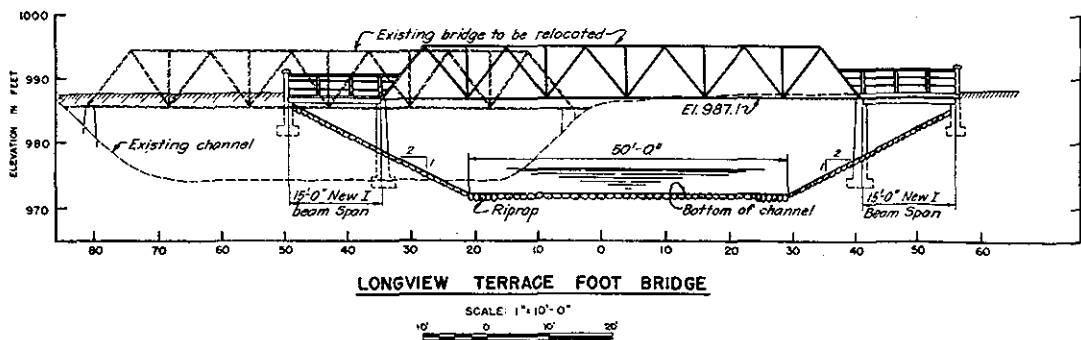 1000
990
980
970
ELEVATION IN FEET
Existing bridge to be relocated
El. 987.1
Existing channel
2
1
50'-0"
2
1
15'-0" New I
beam Span
Riprap
Bottom of channel
15'-0" New I
Beam Span
80 70 60 50 40 30 20 10 0 10 20 30 40 50 60
LONGVIEW TERRACE FOOT BRIDGE
SCALE: 1"=10'-0"
10' 0 10' 20'